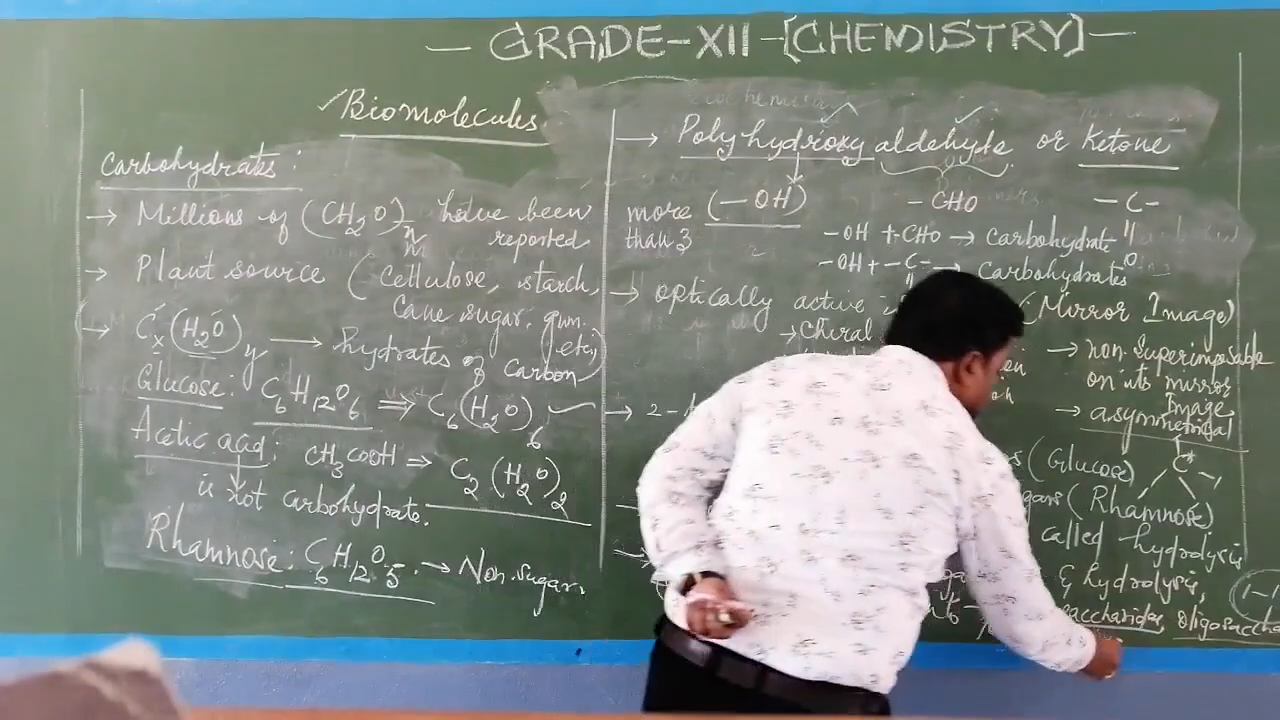 — GRADE-XII-[CHEMISTRY] —
✓Biomolecules.
Carbohydrates:
→ Millions of (CH₂O)n have been
reported
→ Plant source (cellulose, starch,
Cane sugar, gum
etc)
→ Cx(H₂O)y → hydrates of carbon)
Glucose: C₆H₁₂O₆ ⇒ C₆(H₂O)₆
Acetic acid: CH₃COOH ⇒ C₂(H₂O)₂
is not carbohydrate.
Rhamnose: C₆H₁₂O₅. → Non-sugar.
→ Polyhydroxy aldehyde or Ketone
more (-OH) -CHO -C-
than 3 -OH +-CHO → carbohydrate || O
-OH + -C- → carbohydrates
→ optically active (Mirror Image)
→ Chiral
→ non-superimposable
on its mirror
Image
→ asymmetrical
→ 2-
(Glucose) C*
(Rhamnose)
called hydrolysis
& hydrolysis,
saccharides, oligosaccha